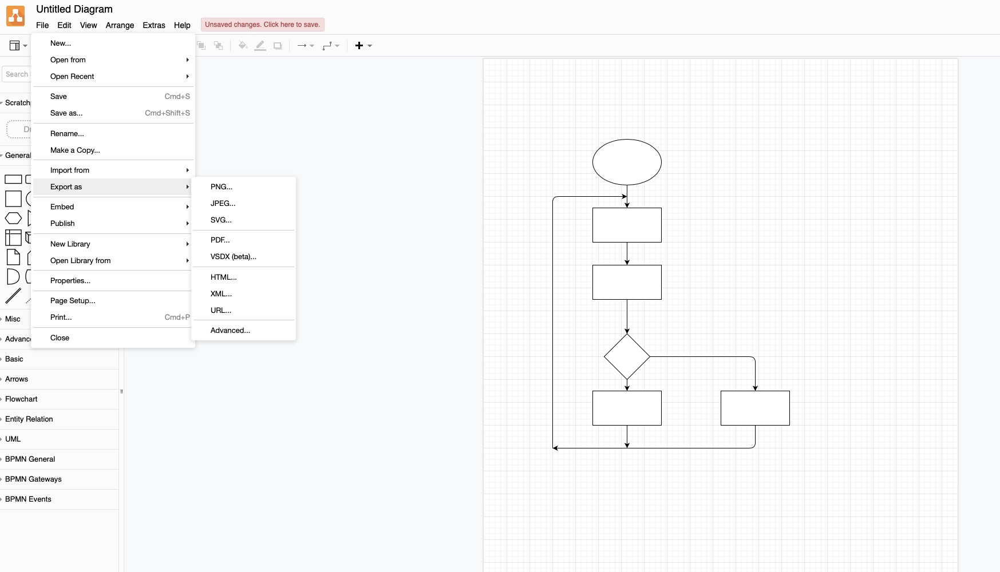 Untitled Diagram
File Edit View Arrange Extras Help Unsaved changes. Click here to save.
New...
Open from
Open Recent
Search
Save Cmd+S
Scratch
Save as... Cmd+Shift+S
Rename...
Make a Copy...
General
Import from
Export as
Embed
Publish
New Library
Open Library from
Properties...
Page Setup...
Print... Cmd+P
Close
PNG...
JPEG...
SVG...
PDF...
VSDX (beta)...
HTML...
XML...
URL...
Advanced...
Misc
Advanc
Basic
Arrows
Flowchart
Entity Relation
UML
BPMN General
BPMN Gateways
BPMN Events